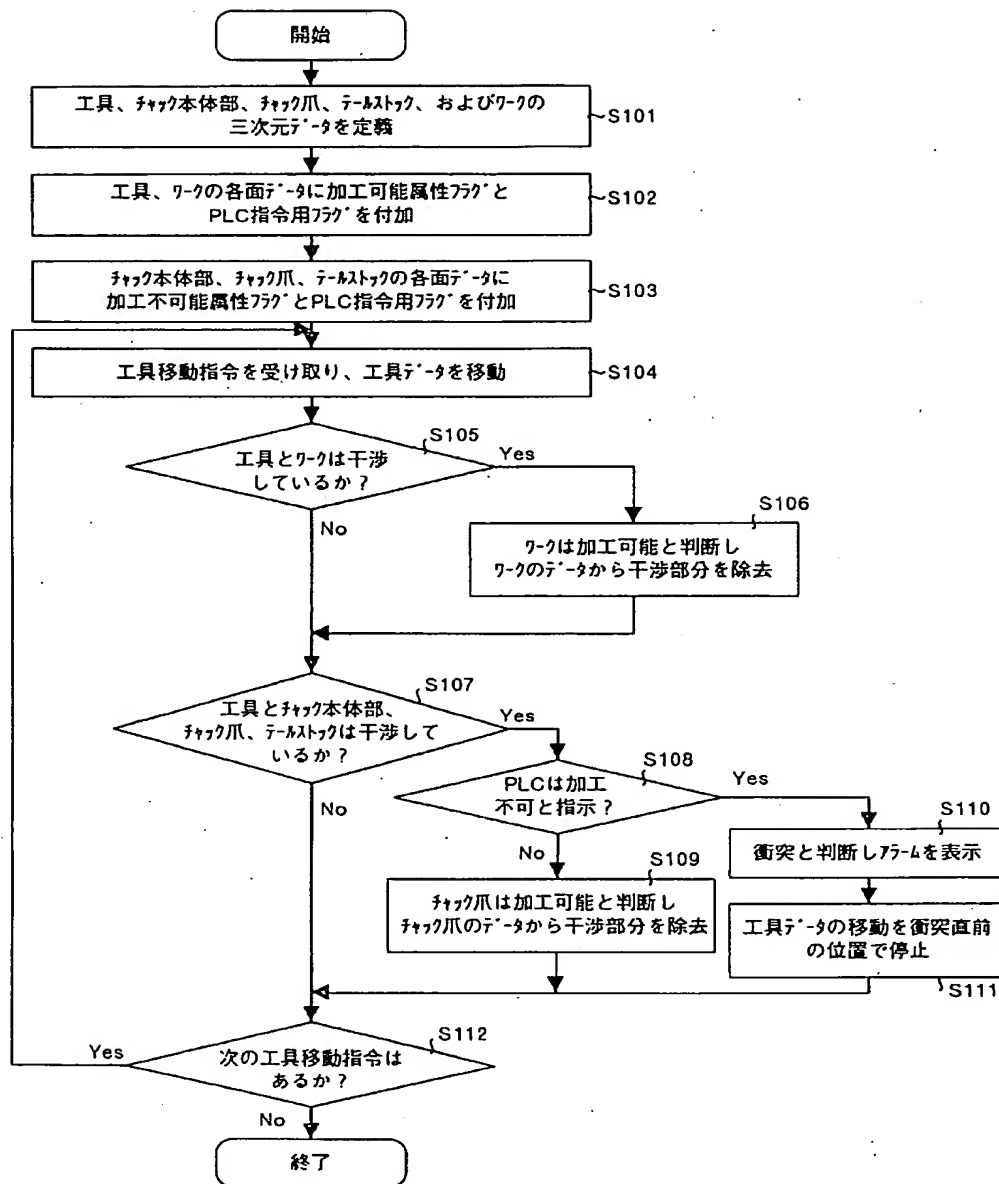 開始
工具、ﾁｬｯｸ本体部、ﾁｬｯｸ爪、ﾃｰﾙｽﾄｯｸ、およびﾜｰｸの
三次元ﾃﾞｰﾀを定義
S101
工具、ﾜｰｸの各面ﾃﾞｰﾀに加工可能属性ﾌﾗｸﾞと
PLC指令用ﾌﾗｸﾞを付加
S102
ﾁｬｯｸ本体部、ﾁｬｯｸ爪、ﾃｰﾙｽﾄｯｸの各面ﾃﾞｰﾀに
加工不可能属性ﾌﾗｸﾞとPLC指令用ﾌﾗｸﾞを付加
S103
工具移動指令を受け取り、工具ﾃﾞｰﾀを移動
S104
S105
工具とﾜｰｸは干渉
しているか？
Yes
No
S106
ﾜｰｸは加工可能と判断し
ﾜｰｸのﾃﾞｰﾀから干渉部分を除去
S107
工具とﾁｬｯｸ本体部、
ﾁｬｯｸ爪、ﾃｰﾙｽﾄｯｸは干渉して
いるか？
Yes
No
S108
PLCは加工
不可と指示？
Yes
No
S109
ﾁｬｯｸ爪は加工可能と判断し
ﾁｬｯｸ爪のﾃﾞｰﾀから干渉部分を除去
S110
衝突と判断しｱﾗｰﾑを表示
工具ﾃﾞｰﾀの移動を衝突直前
の位置で停止
S111
S112
次の工具移動指令は
あるか？
Yes
No
終了